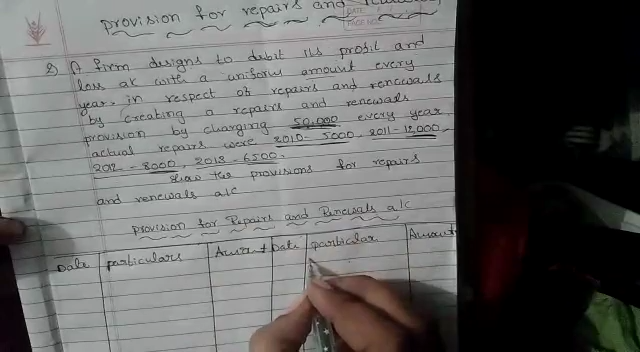 provision for repairs and
2) A firm designs to debit its profit and
loss a/c with a uniform amount every
year, in respect of repairs and renewals
by creating a repairs and renewals
provision by charging 50,000 every year
actual repairs were 2010- 5000, 2011-12,000,
2012 - 8000, 2013 - 6500.
show the provisions for repairs
and renewals a/c
provision for Repairs and Renewals a/c
Date particulars Amount Date particular Amount